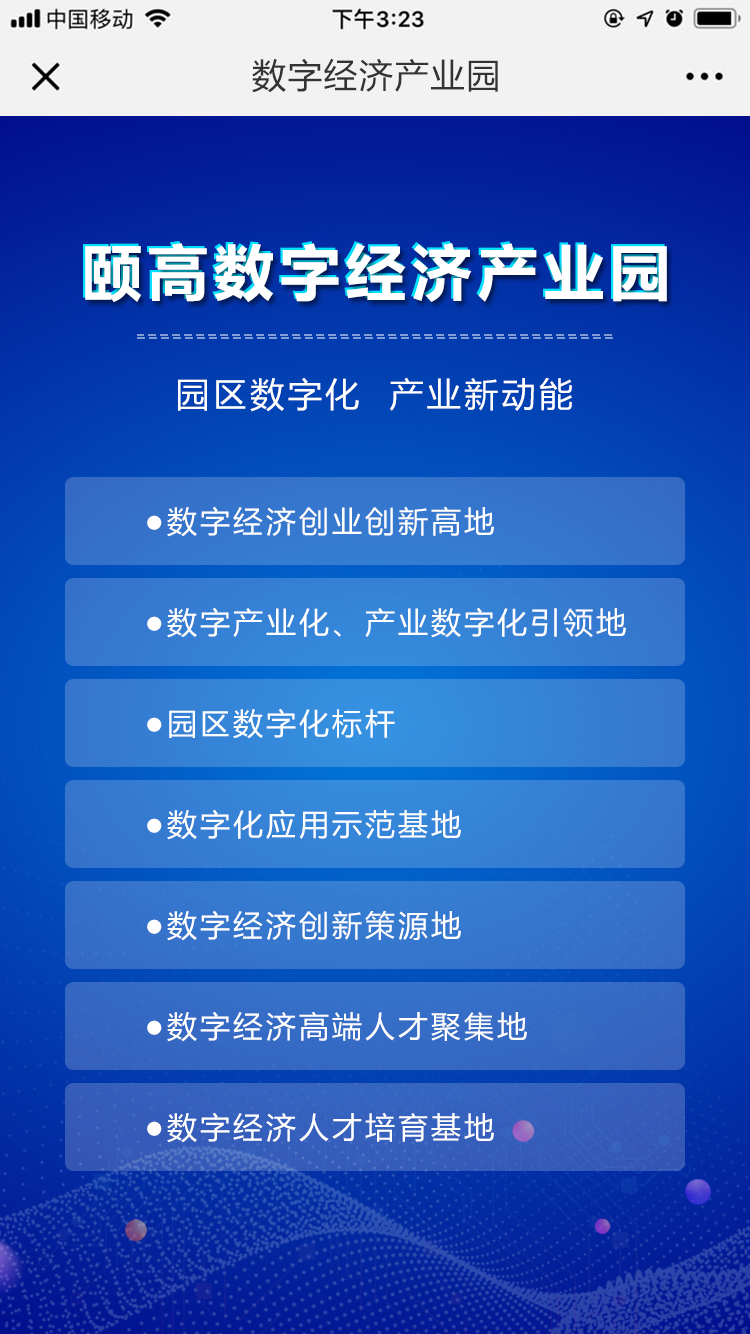 中国移动 下午3:23
数字经济产业园
颐高数字经济产业园
园区数字化 产业新动能
●数字经济创业创新高地
●数字产业化、产业数字化引领地
●园区数字化标杆
●数字化应用示范基地
●数字经济创新策源地
●数字经济高端人才聚集地
●数字经济人才培育基地